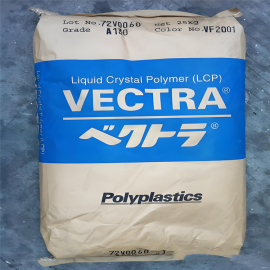 Lot No. 72V0060 net 25KG
Grade A130 Color No. VF2001
Liquid Crystal Polymer (LCP)
VECTRA®
ベクトラ®
Polyplastics
72V0060